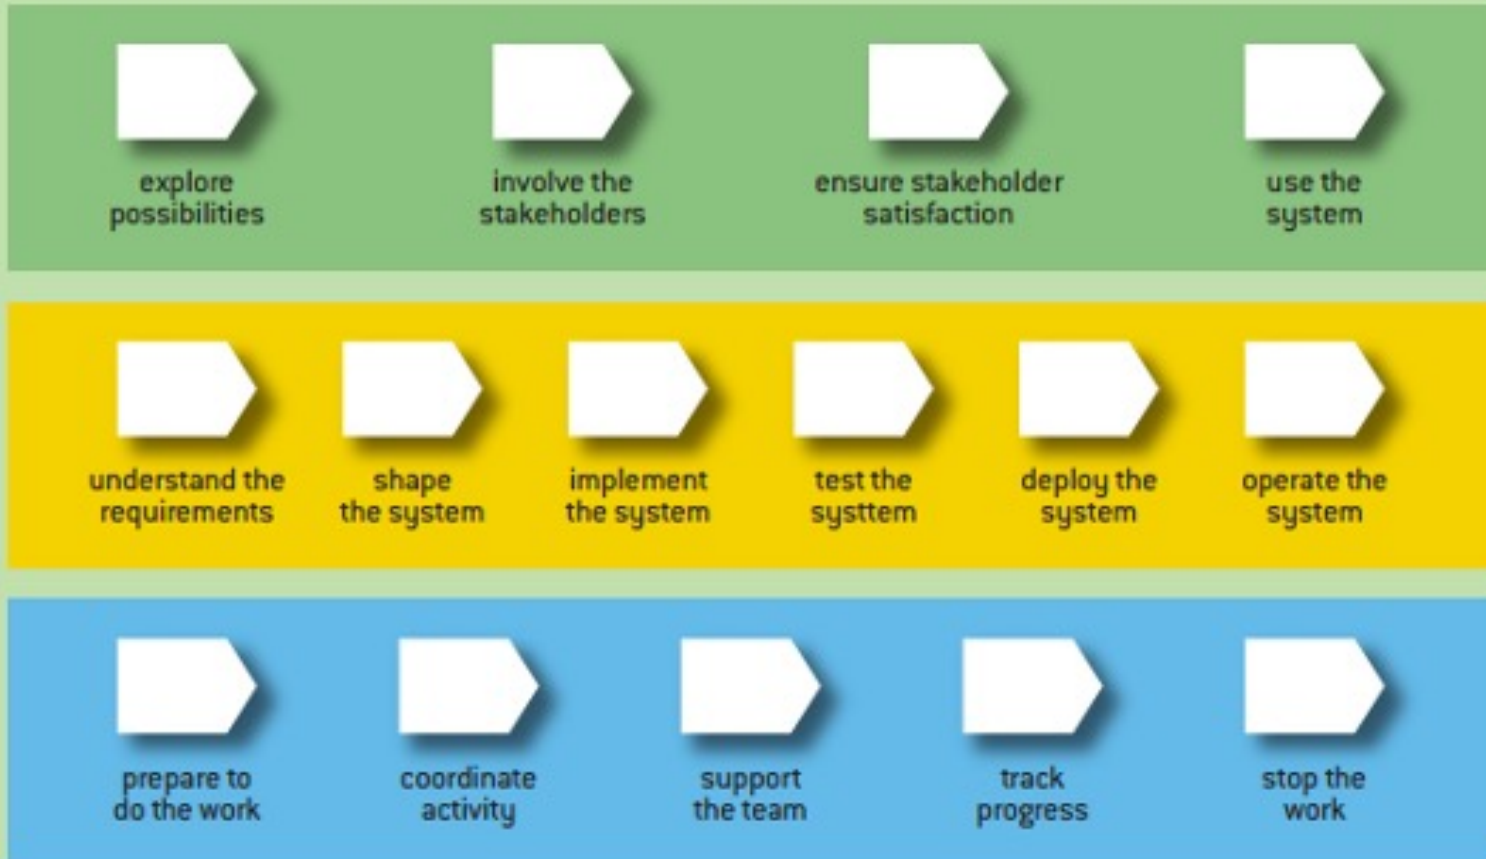 explore
possibilities
involve the
stakeholders
ensure stakeholder
satisfaction
use the
system
understand the
requirements
shape
the system
implement
the system
test the
systtem
deploy the
system
operate the
system
prepare to
do the work
coordinate
activity
support
the team
track
progress
stop the
work